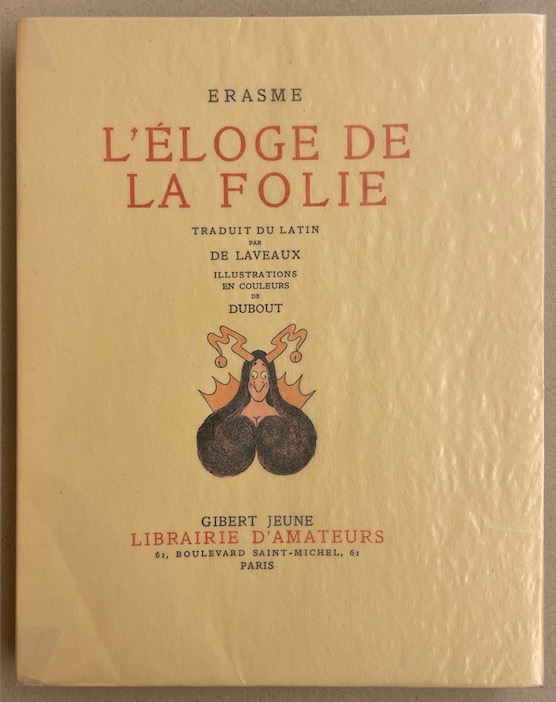 ERASME
L'ÉLOGE DE
LA FOLIE
TRADUIT DU LATIN
PAR
DE LAVEAUX
ILLUSTRATIONS
EN COULEURS
DE
DUBOUT
GIBERT JEUNE
LIBRAIRIE D'AMATEURS
61, BOULEVARD SAINT-MICHEL, 61
PARIS